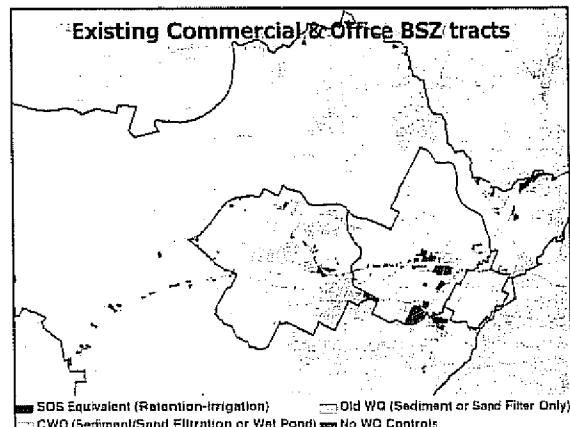 Existing Commercial & Office BSZ tracts
SOS Equivalent (Retention-Irrigation)
Old WQ (Sediment or Sand Filter Only)
CWO (Sediment/Sand Filtration or Wet Pond)
No WQ Controls